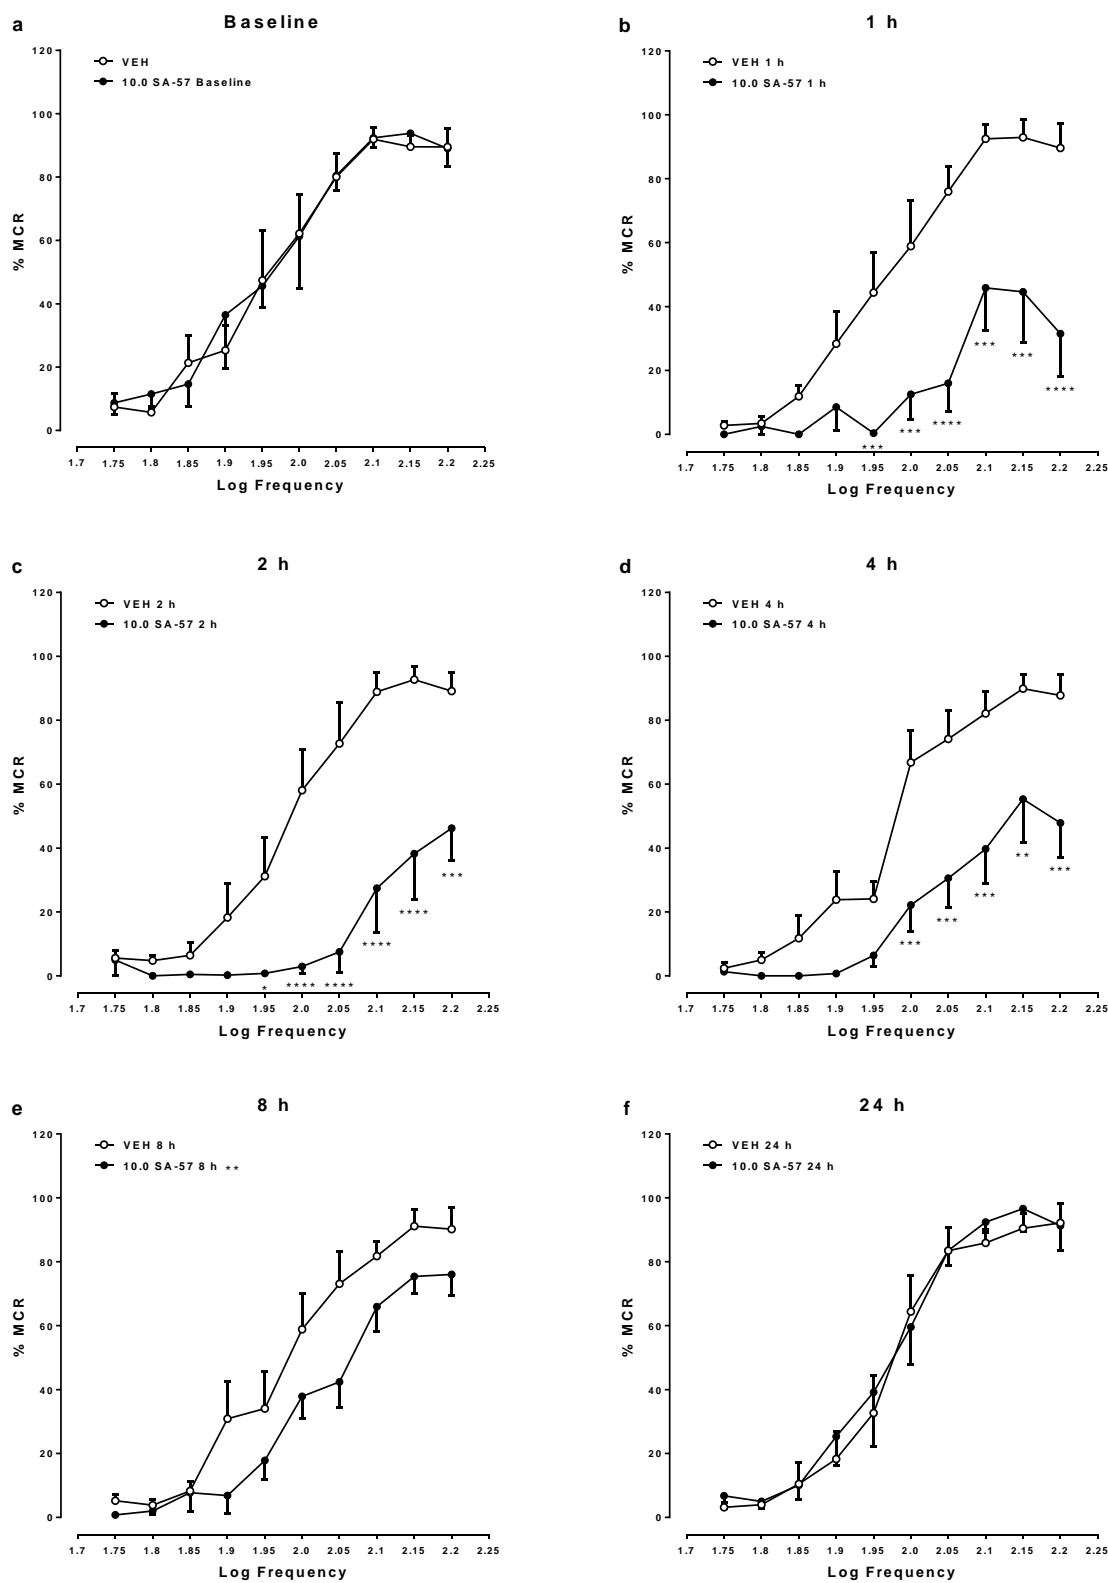 a
Baseline
VEH
10.0 SA-57 Baseline
120
100
80
60
40
20
0
% MCR
1.7 1.75 1.8 1.85 1.9 1.95 2.0 2.05 2.1 2.15 2.2 2.25
Log Frequency
b
1 h
VEH 1 h
10.0 SA-57 1 h
120
100
80
60
40
20
0
% MCR
***
***
****
***
***
****
***
1.7 1.75 1.8 1.85 1.9 1.95 2.0 2.05 2.1 2.15 2.2 2.25
Log Frequency
c
2 h
VEH 2 h
10.0 SA-57 2 h
120
100
80
60
40
20
0
% MCR
***
****
****
* **** ****
1.7 1.75 1.8 1.85 1.9 1.95 2.0 2.05 2.1 2.15 2.2 2.25
Log Frequency
d
4 h
VEH 4 h
10.0 SA-57 4 h
120
100
80
60
40
20
0
% MCR
**
***
***
***
***
1.7 1.75 1.8 1.85 1.9 1.95 2.0 2.05 2.1 2.15 2.2 2.25
Log Frequency
e
8 h
VEH 8 h
10.0 SA-57 8 h **
120
100
80
60
40
20
0
% MCR
1.7 1.75 1.8 1.85 1.9 1.95 2.0 2.05 2.1 2.15 2.2 2.25
Log Frequency
f
24 h
VEH 24 h
10.0 SA-57 24 h
120
100
80
60
40
20
0
% MCR
1.7 1.75 1.8 1.85 1.9 1.95 2.0 2.05 2.1 2.15 2.2 2.25
Log Frequency